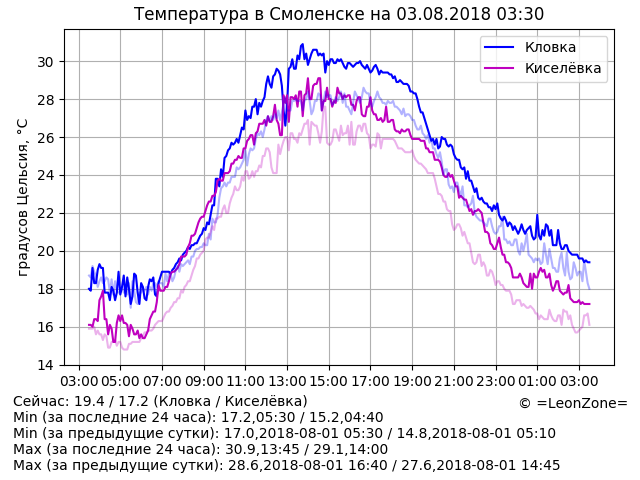 Температура в Смоленске на 03.08.2018 03:30
градусов Цельсия, °C
30
28
26
24
22
20
18
16
14
Кловка
Киселёвка
03:00 05:00 07:00 09:00 11:00 13:00 15:00 17:00 19:00 21:00 23:00 01:00 03:00
Сейчас: 19.4 / 17.2 (Кловка / Киселёвка)
© =LeonZone=
Min (за последние 24 часа): 17.2,05:30 / 15.2,04:40
Min (за предыдущие сутки): 17.0,2018-08-01 05:30 / 14.8,2018-08-01 05:10
Max (за последние 24 часа): 30.9,13:45 / 29.1,14:00
Max (за предыдущие сутки): 28.6,2018-08-01 16:40 / 27.6,2018-08-01 14:45